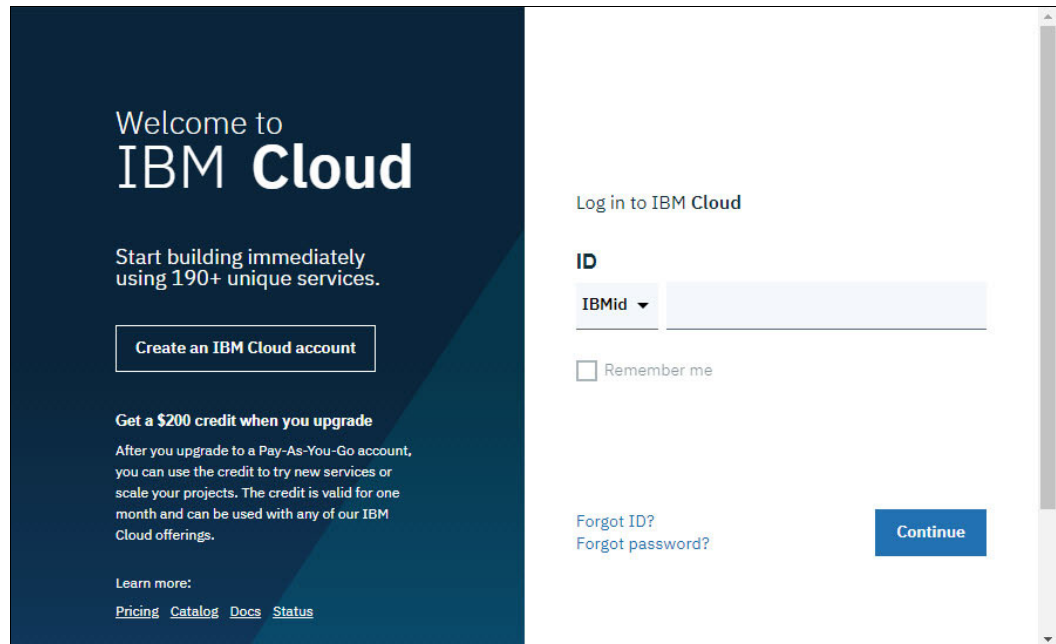 Welcome to
IBM Cloud
Start building immediately
using 190+ unique services.
Create an IBM Cloud account
Get a $200 credit when you upgrade
After you upgrade to a Pay-As-You-Go account,
you can use the credit to try new services or
scale your projects. The credit is valid for one
month and can be used with any of our IBM
Cloud offerings.
Learn more:
Pricing Catalog Docs Status
Log in to IBM Cloud
ID
IBMid
Remember me
Forgot ID?
Forgot password?
Continue